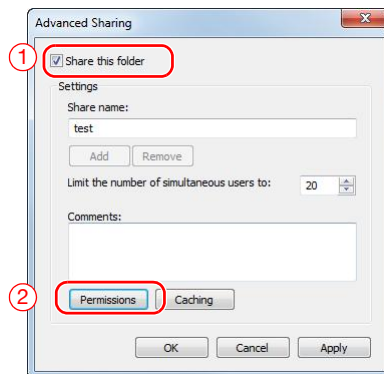 Advanced Sharing
1 Share this folder
Settings
Share name:
test
Add Remove
Limit the number of simultaneous users to: 20
Comments:
2 Permissions Caching
OK Cancel Apply